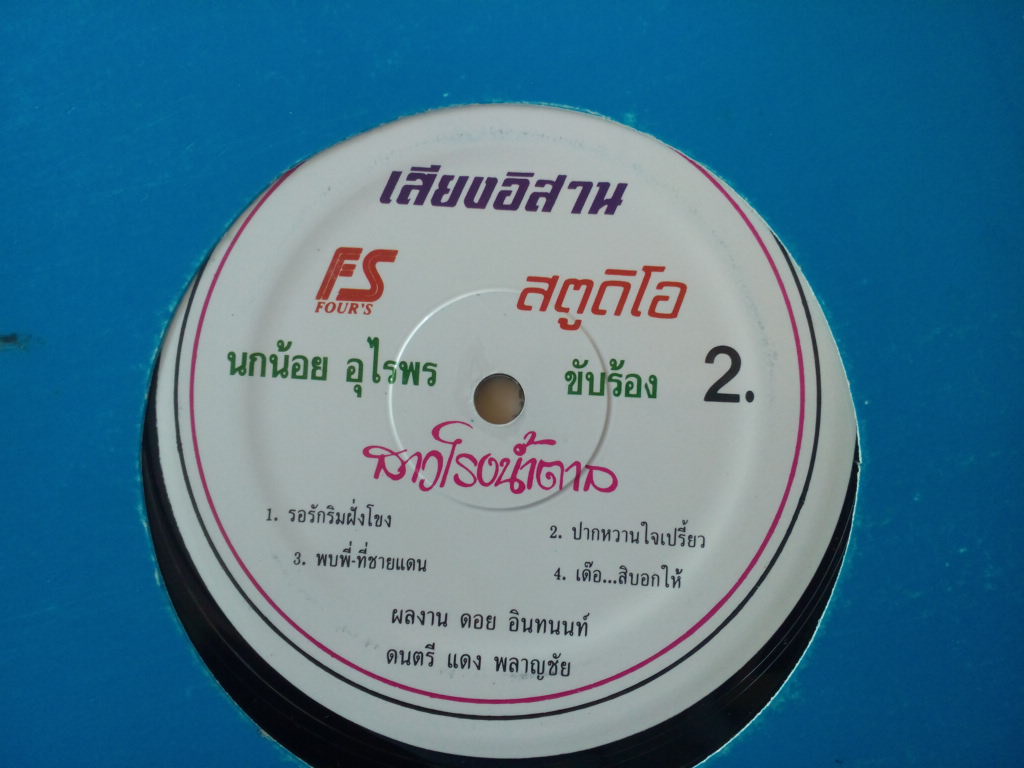 เสียงอิสาน
FS
FOUR'S
สตูดิโอ
นกน้อย อุไรพร ขับร้อง 2.
สาวโรงน้ำตาล
1. รอรักริมฝั่งโขง
2. ปากหวานใจเปรี้ยว
3. พบพี่-ที่ชายแดน
4. เด๊อ...สิบอกให้
ผลงาน ดอย อินทนนท์
ดนตรี แดง พลาญชัย